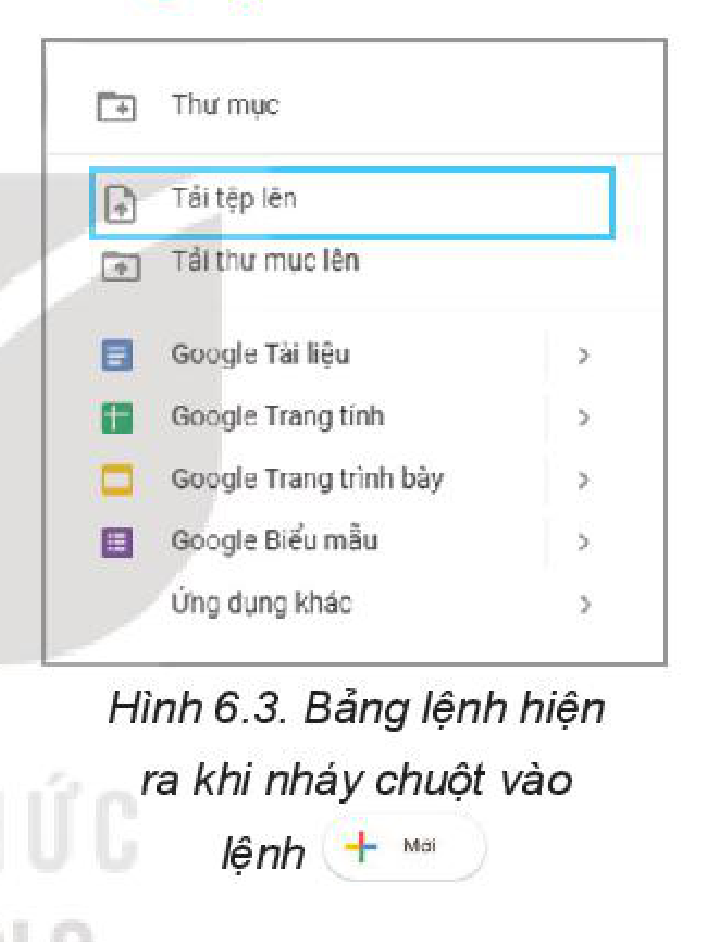 Thư mục
Tải tệp lên
Tải thư mục lên
Google Tài liệu
Google Trang tính
Google Trang trình bày
Google Biểu mẫu
Ứng dụng khác
Hình 6.3. Bảng lệnh hiện
ra khi nháy chuột vào
lệnh + Mới